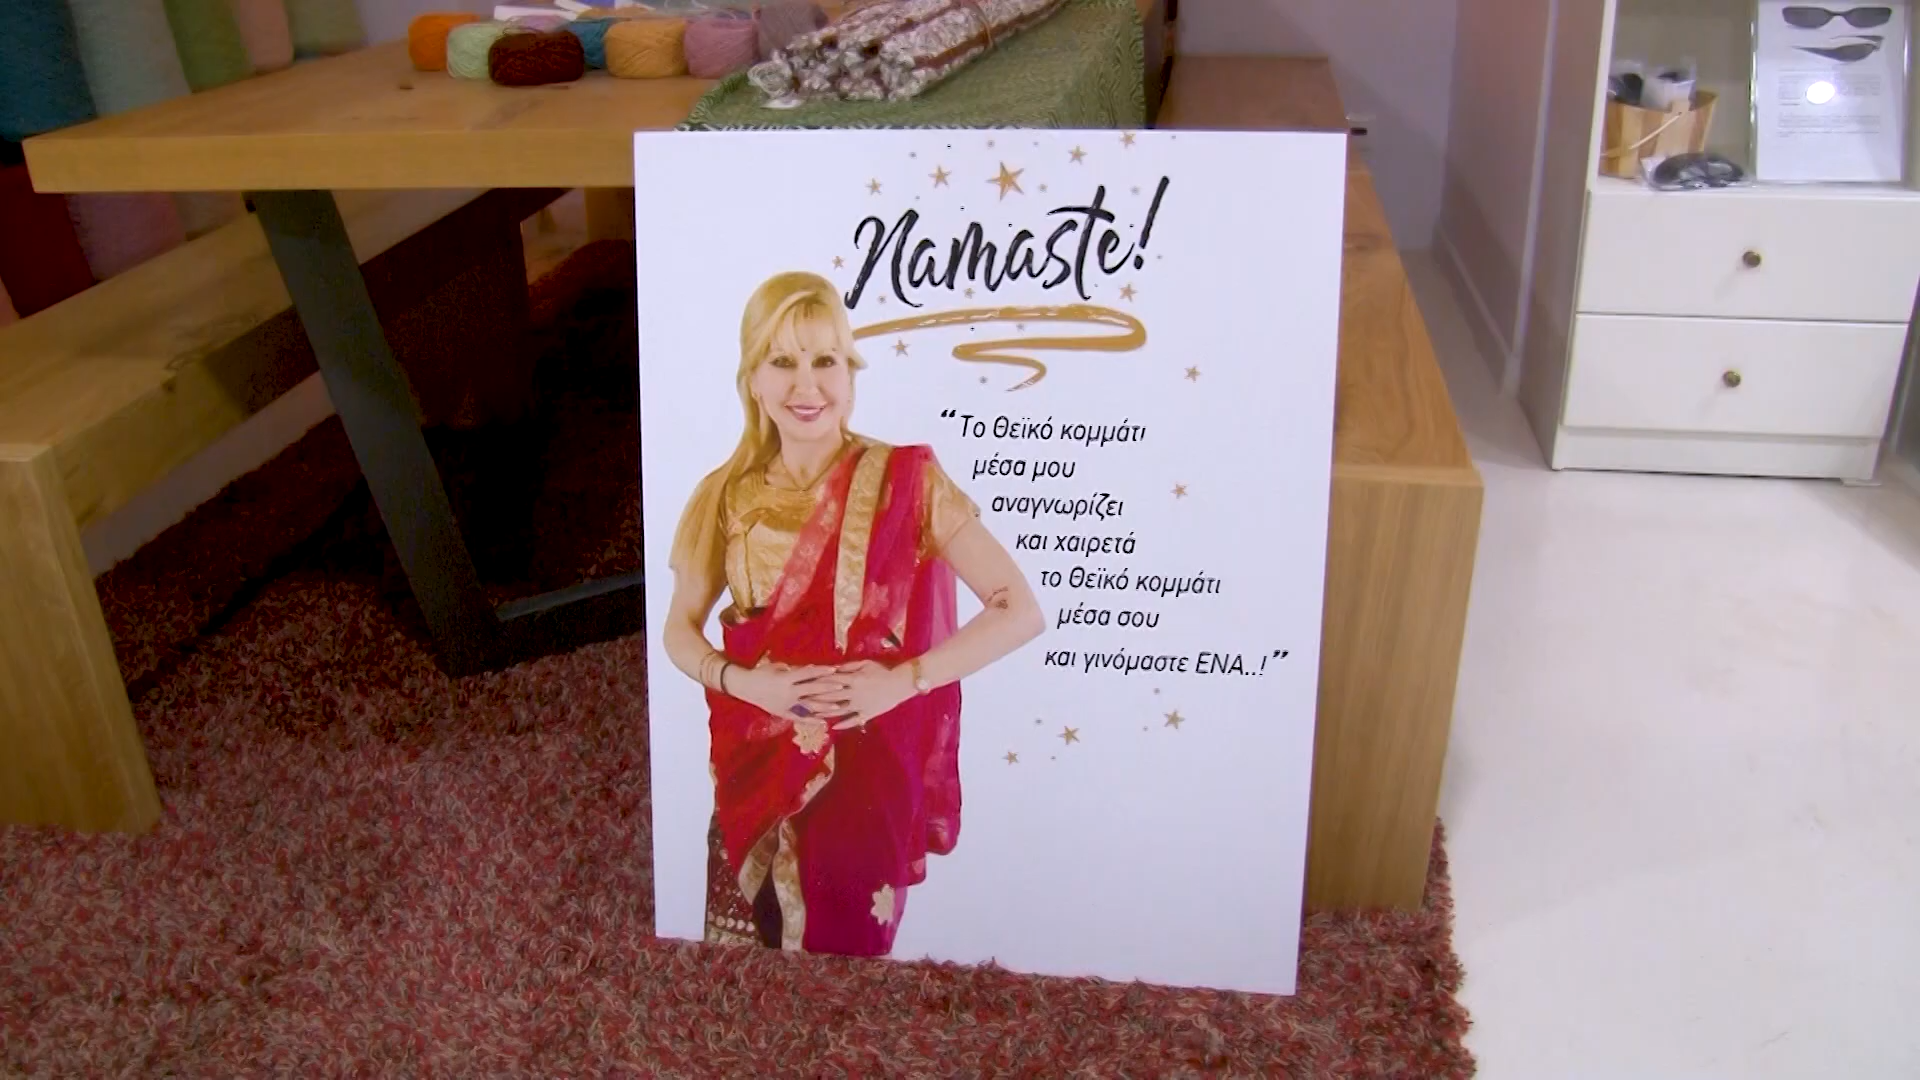 Namaste!
“Το Θεϊκό κομμάτι
μέσα μου
αναγνωρίζει
και χαιρετά
το Θεϊκό κομμάτι
μέσα σου
και γινόμαστε ΕΝΑ..!”